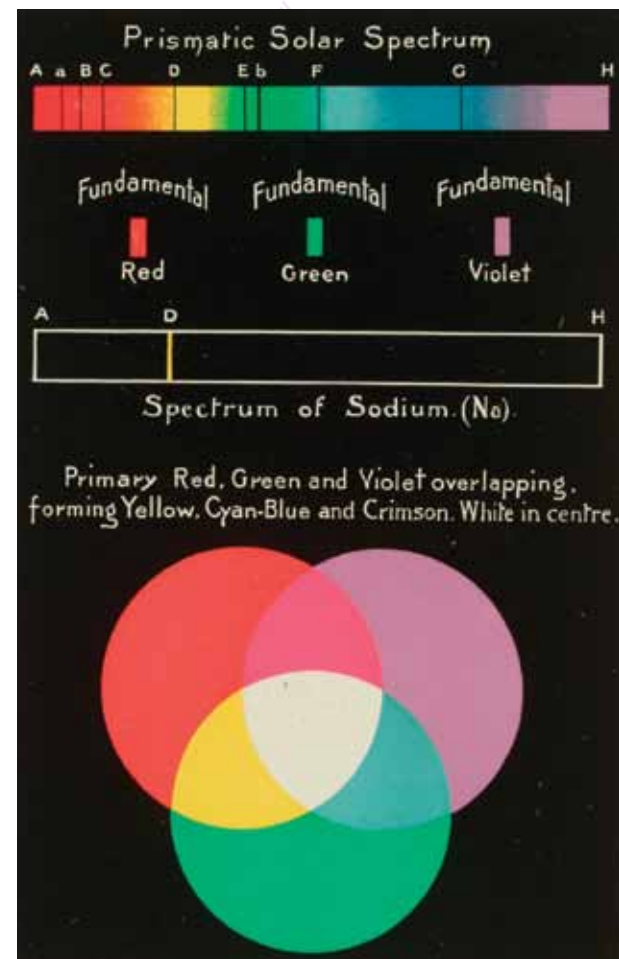 Prismatic Solar Spectrum
A a B C D E b F G H
Fundamental Fundamental Fundamental
Red Green Violet
A D H
Spectrum of Sodium.(Na).
Primary Red, Green and Violet overlapping,
forming Yellow, Cyan-Blue and Crimson. White in centre.